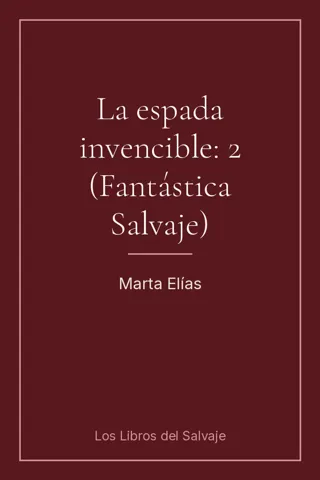 La espada
invencible: 2
(Fantástica
Salvaje)
Marta Elías
Los Libros del Salvaje